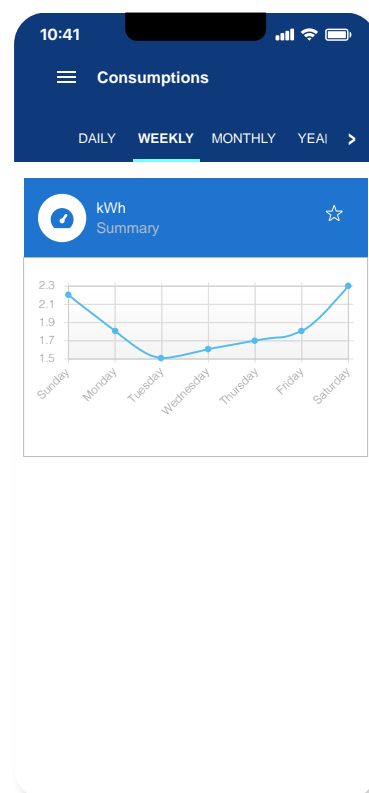 10:41
Consumptions
DAILY WEEKLY MONTHLY YEAI
kWh
Summary
2.3
2.1
1.9
1.7
1.5
Sunday Monday Tuesday Wednesday Thursday Friday Saturday